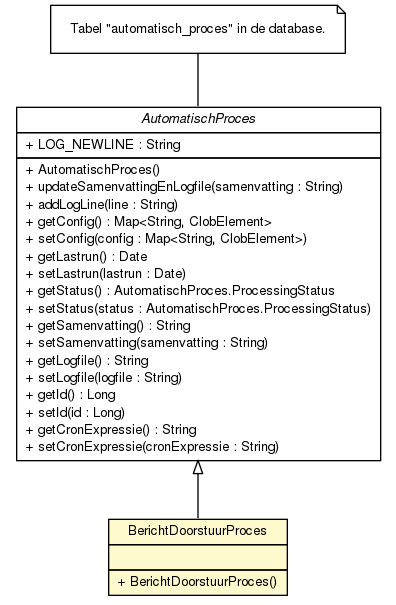 Tabel "automatisch_proces" in de database.
AutomatischProces
+ LOG_NEWLINE : String
+ AutomatischProces()
+ updateSamenvattingEnLogfile(samenvatting : String)
+ addLogLine(line : String)
+ getConfig() : Map<String, ClobElement>
+ setConfig(config : Map<String, ClobElement>)
+ getLastrun() : Date
+ setLastrun(lastrun : Date)
+ getStatus() : AutomatischProces.ProcessingStatus
+ setStatus(status : AutomatischProces.ProcessingStatus)
+ getSamenvatting() : String
+ setSamenvatting(samenvatting : String)
+ getLogfile() : String
+ setLogfile(logfile : String)
+ getId() : Long
+ setId(id : Long)
+ getCronExpressie() : String
+ setCronExpressie(cronExpressie : String)
BerichtDoorstuurProces
+ BerichtDoorstuurProces()